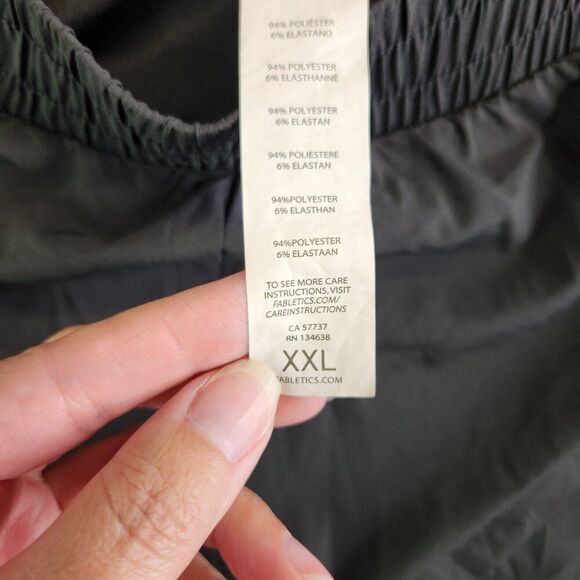 94% POLIÉSTER
6% ELASTANO
94% POLYESTER
6% ELASTHANNE
94% POLYESTER
6% ELASTAN
94% POLIESTERE
6% ELASTAN
94%POLYESTER
6% ELASTHAN
94%POLYESTER
6% ELASTAAN
TO SEE MORE CARE
INSTRUCTIONS, VISIT
FABLETICS.COM/
CAREINSTRUCTIONS
CA 57737
RN 134638
XXL
FABLETICS.COM